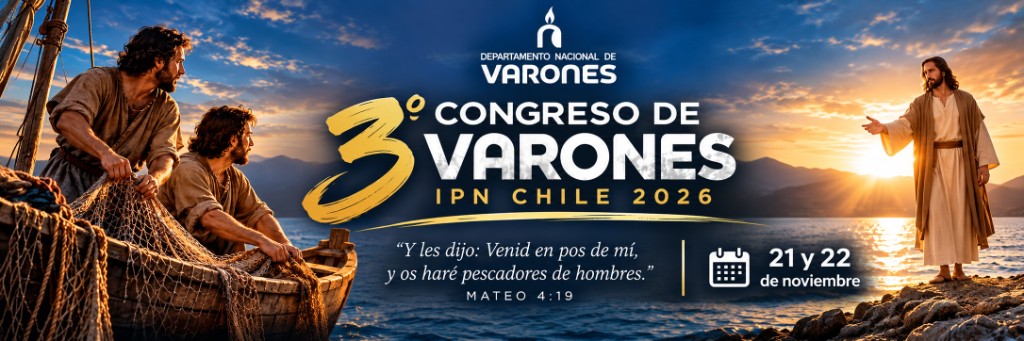 DEPARTAMENTO NACIONAL DE
VARONES
3º CONGRESO DE
VARONES
IPN CHILE 2026
“Y les dijo: Venid en pos de mí,
y os haré pescadores de hombres.”
MATEO 4:19
21 y 22
de noviembre